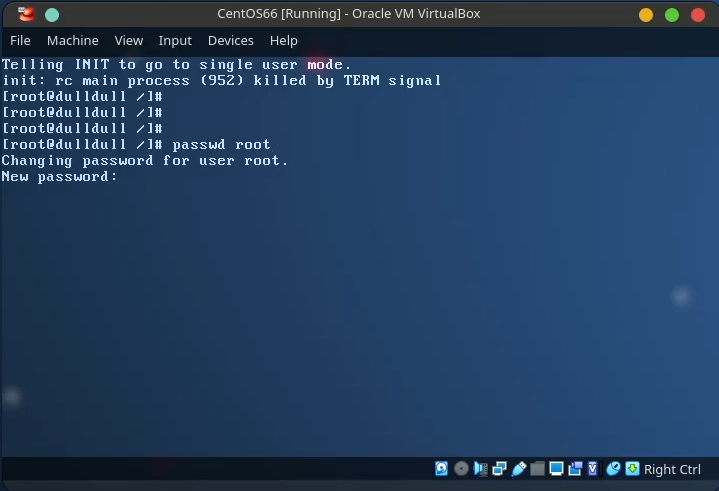 CentOS66 [Running] - Oracle VM VirtualBox
File Machine View Input Devices Help
Telling INIT to go to single user mode.
init: rc main process (952) killed by TERM signal
[root@dulldull /]#
[root@dulldull /]#
[root@dulldull /]#
[root@dulldull /]# passwd root
Changing password for user root.
New password:
Right Ctrl